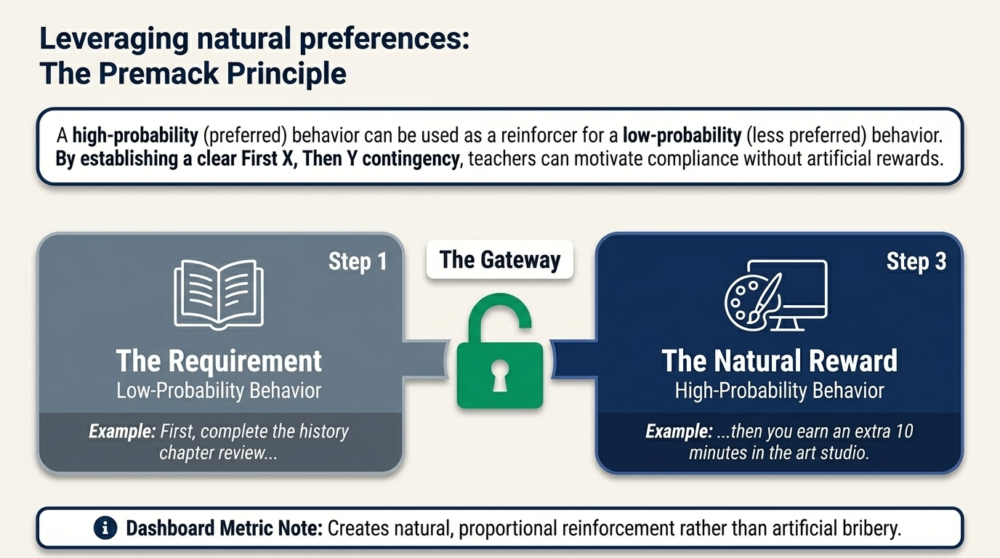 Leveraging natural preferences:
The Premack Principle
A high-probability (preferred) behavior can be used as a reinforcer for a low-probability (less preferred) behavior.
By establishing a clear First X, Then Y contingency, teachers can motivate compliance without artificial rewards.
Step 1
The Requirement
Low-Probability Behavior
Example: First, complete the history
chapter review...
The Gateway
Step 3
The Natural Reward
High-Probability Behavior
Example: ...then you earn an extra 10
minutes in the art studio.
i Dashboard Metric Note: Creates natural, proportional reinforcement rather than artificial bribery.